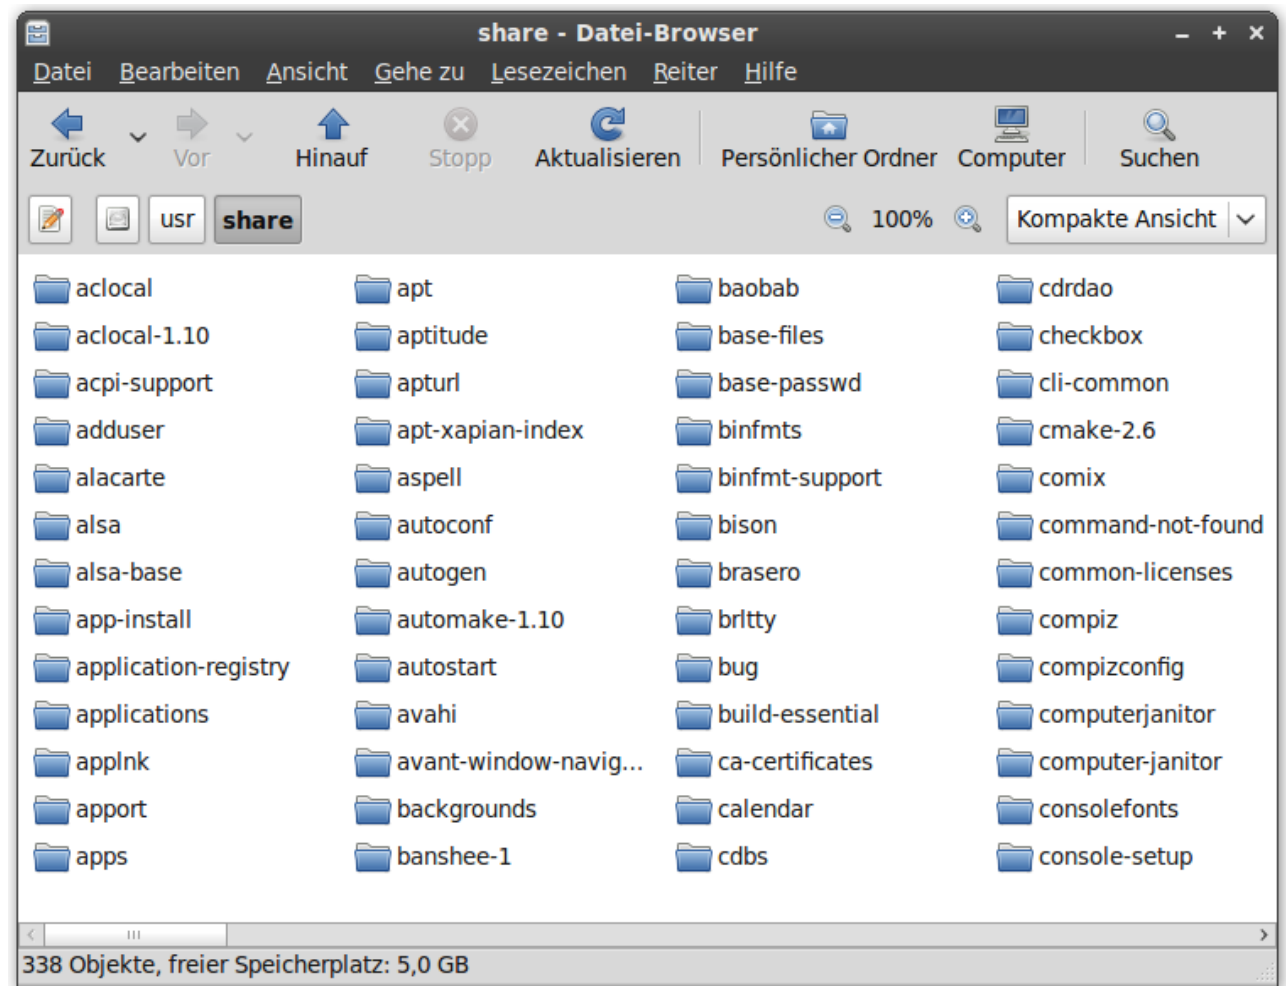 share - Datei-Browser
Datei Bearbeiten Ansicht Gehe zu Lesezeichen Reiter Hilfe
Zurück Vor Hinauf Stopp Aktualisieren Persönlicher Ordner Computer Suchen
usr share 100% Kompakte Ansicht
aclocal apt baobab cdrdao
aclocal-1.10 aptitude base-files checkbox
acpi-support apturl base-passwd cli-common
adduser apt-xapian-index binfmts cmake-2.6
alacarte aspell binfmt-support comix
alsa autoconf bison command-not-found
alsa-base autogen brasero common-licenses
app-install automake-1.10 brltty compiz
application-registry autostart bug compizconfig
applications avahi build-essential computerjanitor
applnk avant-window-navig... ca-certificates computer-janitor
apport backgrounds calendar consolefonts
apps banshee-1 cdbs console-setup
338 Objekte, freier Speicherplatz: 5,0 GB